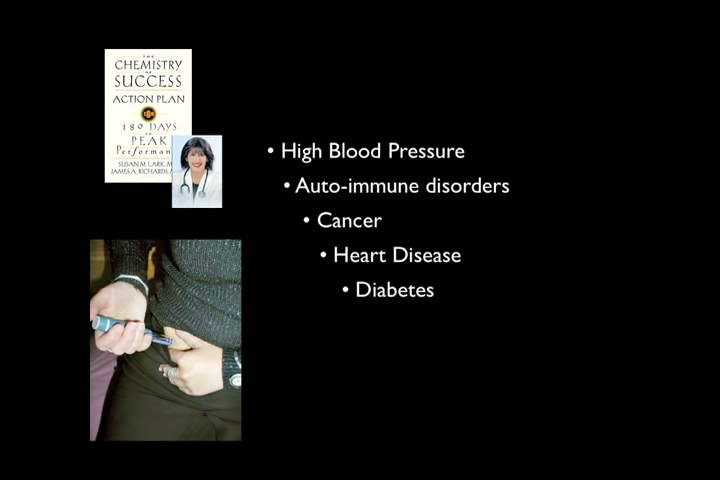 THE
CHEMISTRY
OF
SUCCESS
ACTION PLAN
180 DAYS
TO
PEAK
SUSAN M. LARK, M
JAMES A. RICHARDS,
• High Blood Pressure
• Auto-immune disorders
• Cancer
• Heart Disease
• Diabetes